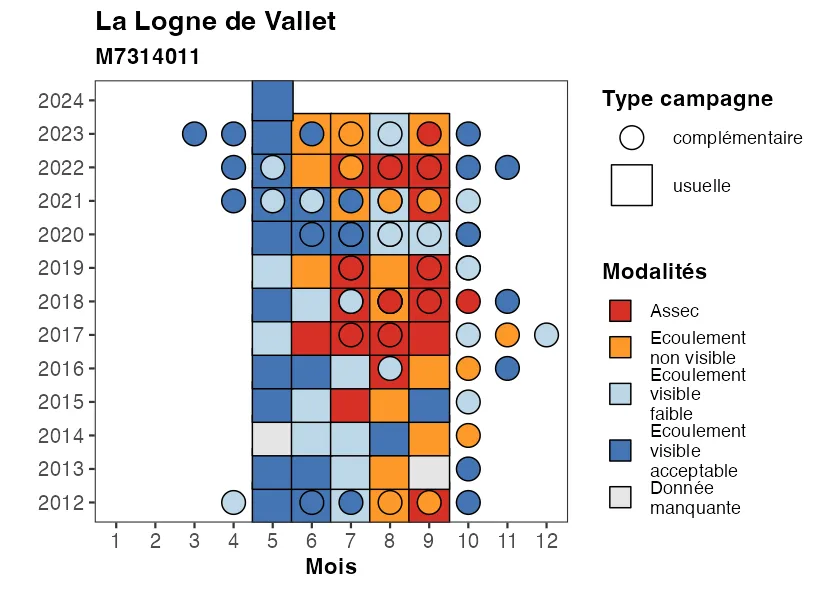 La Logne de Vallet
M7314011
2024
2023
2022
2021
2020
2019
2018
2017
2016
2015
2014
2013
2012
1 2 3 4 5 6 7 8 9 10 11 12
Mois
Type campagne
complémentaire
usuelle
Modalités
Assec
Ecoulement
non visible
Ecoulement
visible
faible
Ecoulement
visible
acceptable
Donnée
manquante